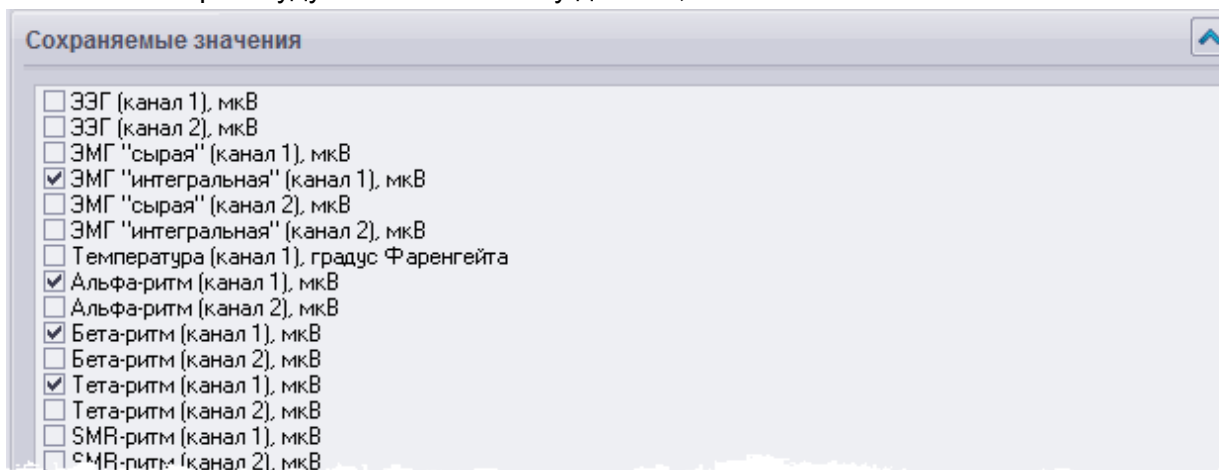 Сохраняемые значения
ЭЭГ (канал 1), мкВ
ЭЭГ (канал 2), мкВ
ЭМГ "сырая" (канал 1), мкВ
ЭМГ "интегральная" (канал 1), мкВ
ЭМГ "сырая" (канал 2), мкВ
ЭМГ "интегральная" (канал 2), мкВ
Температура (канал 1), градус Фаренгейта
Альфа-ритм (канал 1), мкВ
Альфа-ритм (канал 2), мкВ
Бета-ритм (канал 1), мкВ
Бета-ритм (канал 2), мкВ
Тета-ритм (канал 1), мкВ
Тета-ритм (канал 2), мкВ
SMR-ритм (канал 1), мкВ
SMR-ритм (канал 2), мкВ